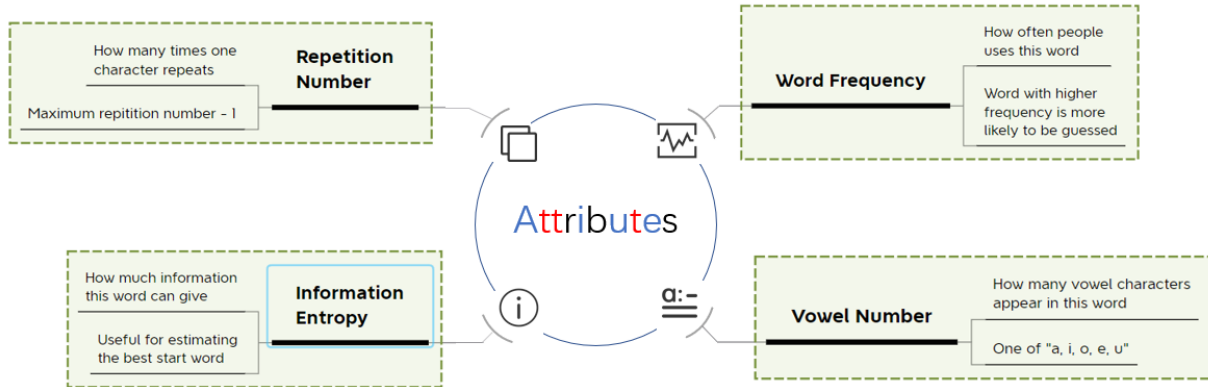 How many times one
character repeats
Repetition
Number
Maximum repitition number - 1
Word Frequency
How often people
uses this word
Word with higher
frequency is more
likely to be guessed
Attributes
How much information
this word can give
Information
Entropy
Useful for estimating
the best start word
i
a:-
Vowel Number
How many vowel characters
appear in this word
One of "a, i, o, e, u"